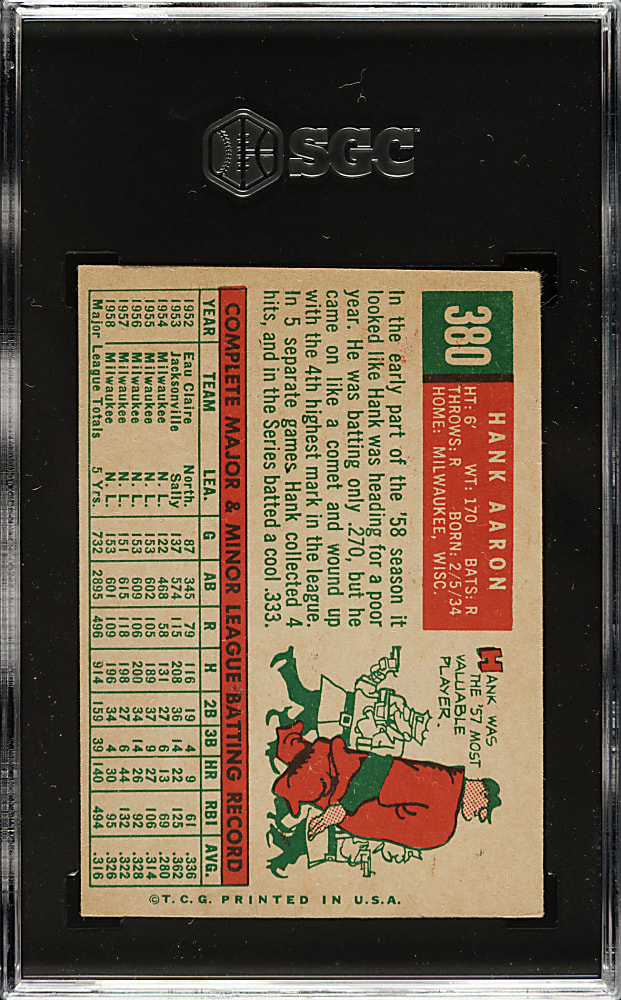 SGC
380
HANK AARON
HT: 6' WT: 170 BATS: R
THROWS: R BORN: 2/5/34
HOME: MILWAUKEE, WISC.
In the early part of the '58 season it
looked like Hank was heading for a poor
year. He was batting only .270, but he
came on like a comet and wound up
with the 4th highest mark in the league.
In 5 separate games Hank collected 4
hits, and in the Series batted a cool .333.
HANK WAS
THE '57 MOST
VALUABLE
PLAYER.
COMPLETE MAJOR & MINOR LEAGUE BATTING RECORD
YEAR TEAM LEA. G AB R H 2B 3B HR RBI AVG.
1952 Eau Claire North. 87 345 79 116 19 4 9 61 .336
1953 Jacksonville Sally 137 574 115 208 36 14 22 125 .362
1954 Milwaukee N. L. 122 468 58 131 27 6 13 69 .280
1955 Milwaukee N. L. 153 602 105 189 37 9 27 106 .314
1956 Milwaukee N. L. 153 609 106 200 34 14 26 92 .328
1957 Milwaukee N. L. 151 615 118 198 27 6 44 132 .322
1958 Milwaukee N. L. 153 601 109 196 34 4 30 95 .326
Major League Totals 5 Yrs. 732 2895 496 914 159 39 140 494 .316
©T.C.G. PRINTED IN U.S.A.